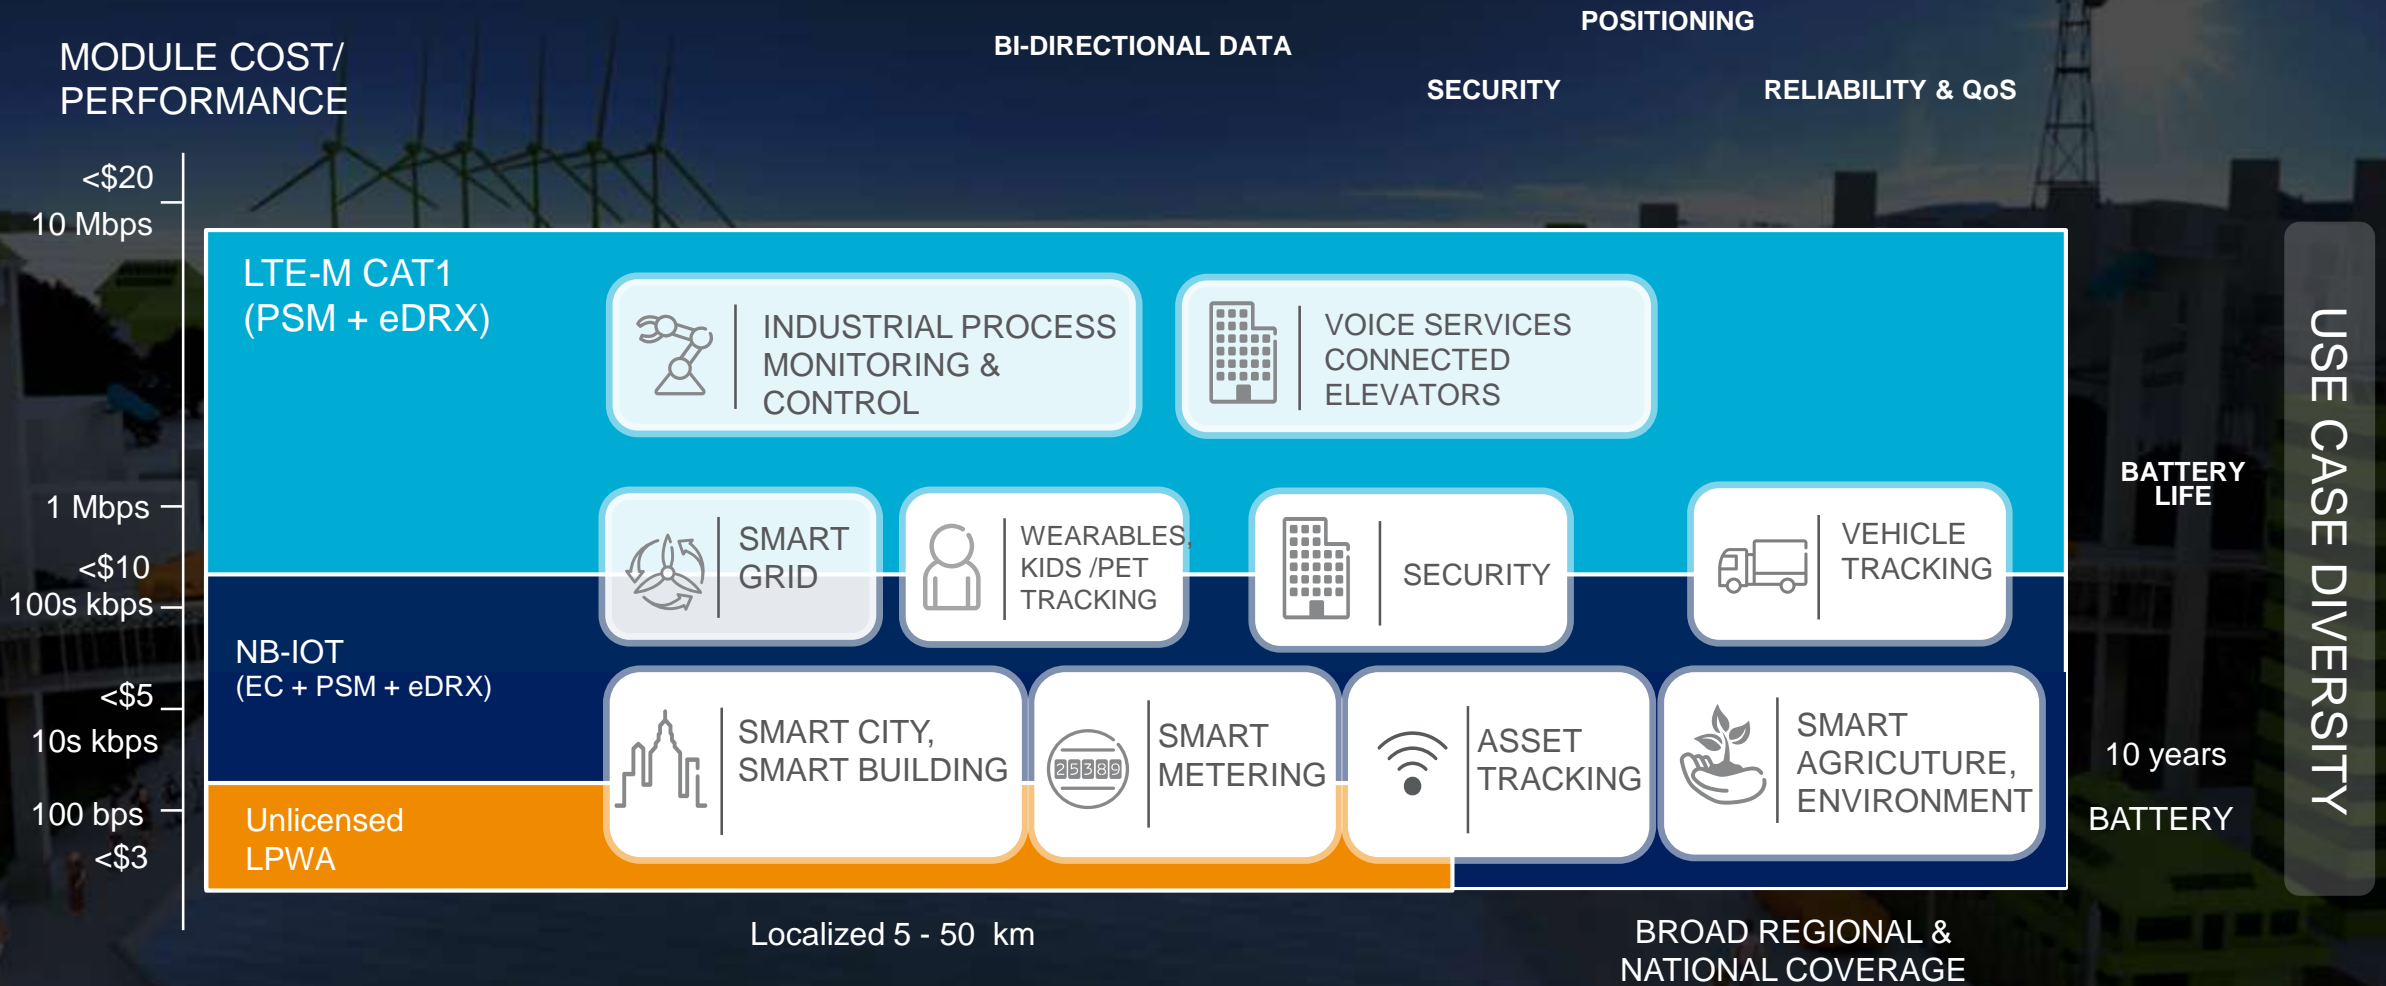 POSITIONING
BI-DIRECTIONAL DATA
MODULE COST/
PERFORMANCE
SECURITY
RELIABILITY & QoS
<$20
10 Mbps
LTE-M CAT1
(PSM + eDRX)
INDUSTRIAL PROCESS
MONITORING &
CONTROL
VOICE SERVICES
CONNECTED
ELEVATORS
1 Mbps
<$10
100s kbps
SMART
GRID
WEARABLES,
KIDS /PET
TRACKING
SECURITY
VEHICLE
TRACKING
BATTERY
LIFE
USE CASE DIVERSITY
NB-IOT
(EC + PSM + eDRX)
<$5
10s kbps
SMART CITY,
SMART BUILDING
25389
SMART
METERING
ASSET
TRACKING
SMART
AGRICUTURE,
ENVIRONMENT
10 years
BATTERY
100 bps
<$3
Unlicensed
LPWA
Localized 5 - 50 km
BROAD REGIONAL &
NATIONAL COVERAGE